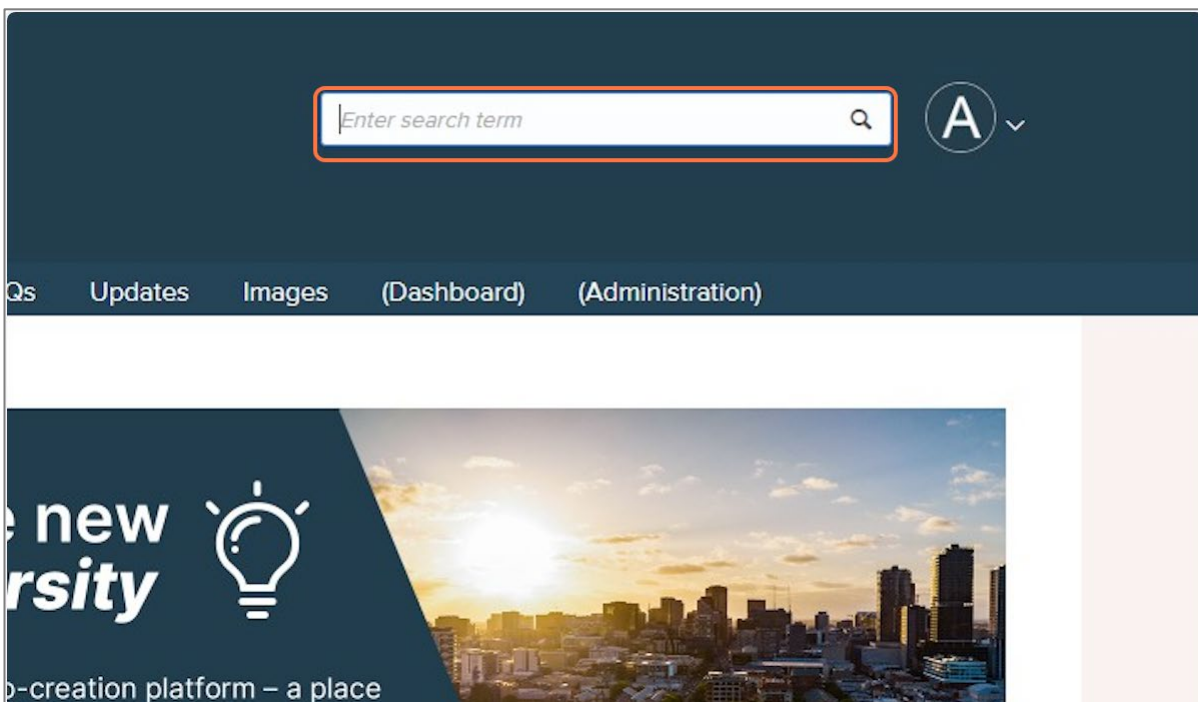 Enter search term
A
Qs Updates Images (Dashboard) (Administration)
new
rsity
o-creation platform – a place